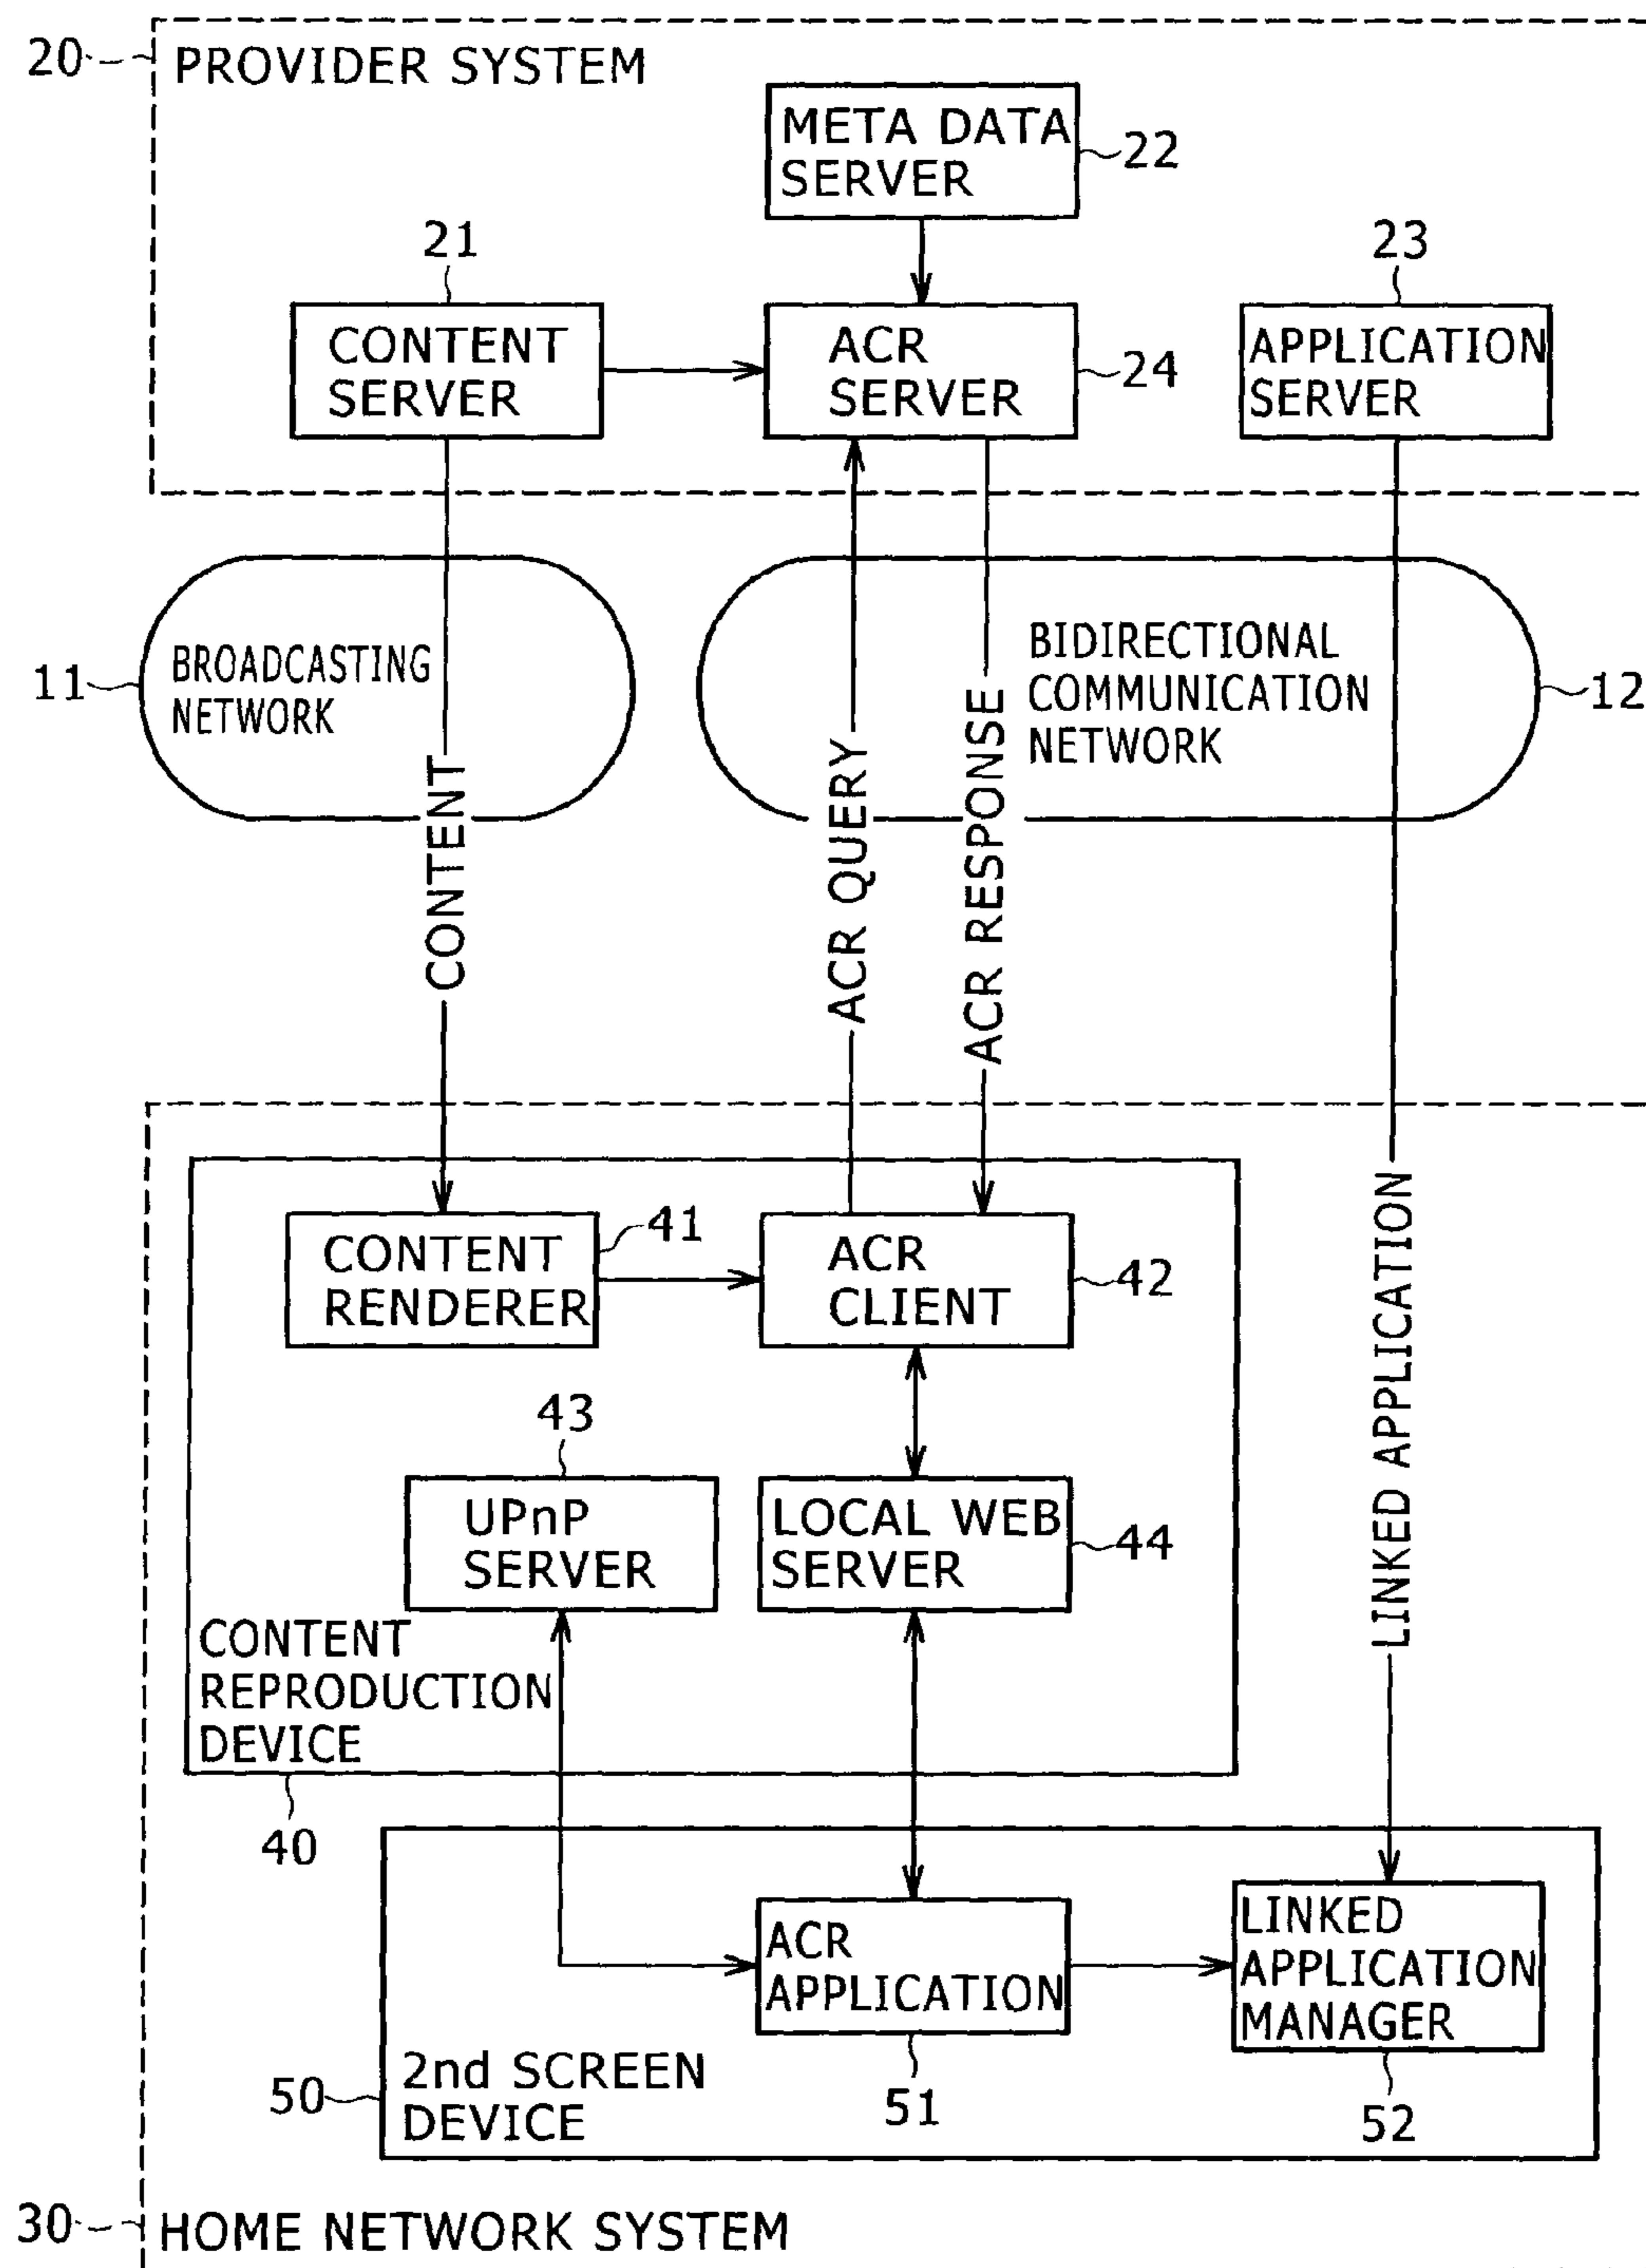 20
PROVIDER SYSTEM
META DATA
SERVER
22
21
23
CONTENT
SERVER
ACR
SERVER
24
APPLICATION
SERVER
11
BROADCASTING
NETWORK
BIDIRECTIONAL
COMMUNICATION
NETWORK
12
CONTENT
ACR QUERY
ACR RESPONSE
LINKED APPLICATION
CONTENT
RENDERER
41
ACR
CLIENT
42
43
UPnP
SERVER
LOCAL WEB
SERVER
44
CONTENT
REPRODUCTION
DEVICE
40
ACR
APPLICATION
51
LINKED
APPLICATION
MANAGER
52
50
2nd SCREEN
DEVICE
30
HOME NETWORK SYSTEM